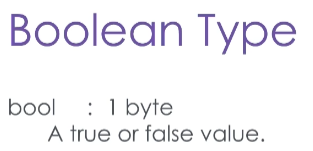 Boolean Type
bool : 1 byte
A true or false value.